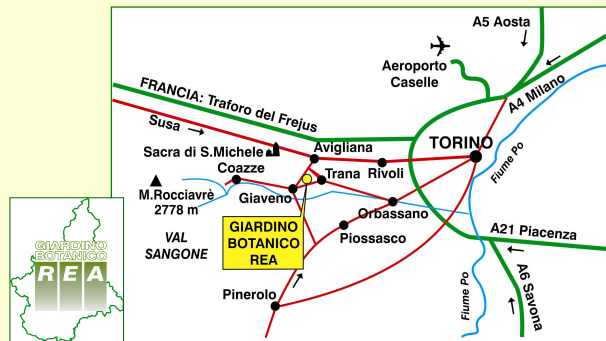 A5 Aosta
Aeroporto
Caselle
A4 Milano
FRANCIA: Traforo del Frejus
Susa
Fiume Po
TORINO
Avigliana
Sacra di S.Michele
Rivoli
Coazze
Trana
M.Rocciavrè
2778 m
Giaveno
Orbassano
GIARDINO
BOTANICO
REA
Piossasco
VAL
SANGONE
A21 Piacenza
GIARDINO
BOTANICO
REA
Pinerolo
Fiume Po
A6 Savona